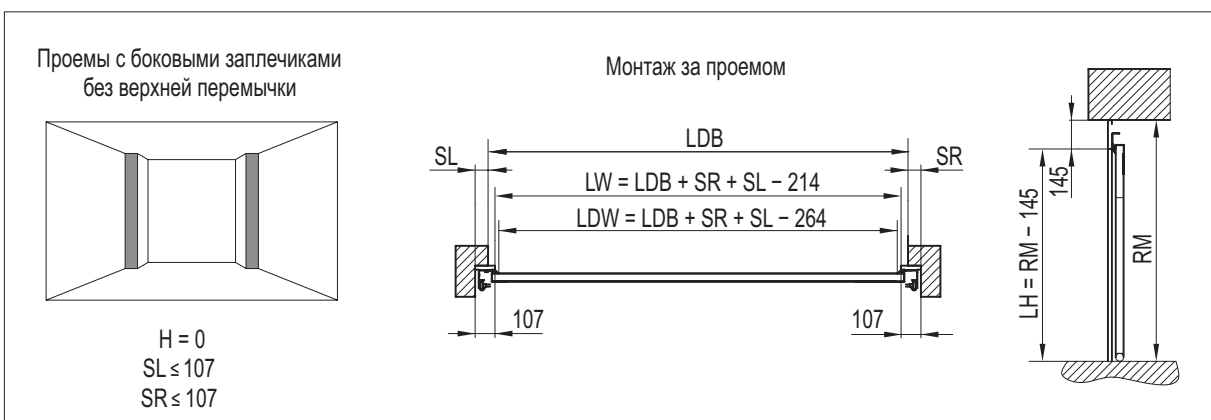 Проемы с боковыми заплечиками
без верхней перемычки
H = 0
SL ≤ 107
SR ≤ 107
Монтаж за проемом
LDB
SL
SR
LW = LDB + SR + SL − 214
LDW = LDB + SR + SL − 264
107
107
145
LH = RM − 145
RM